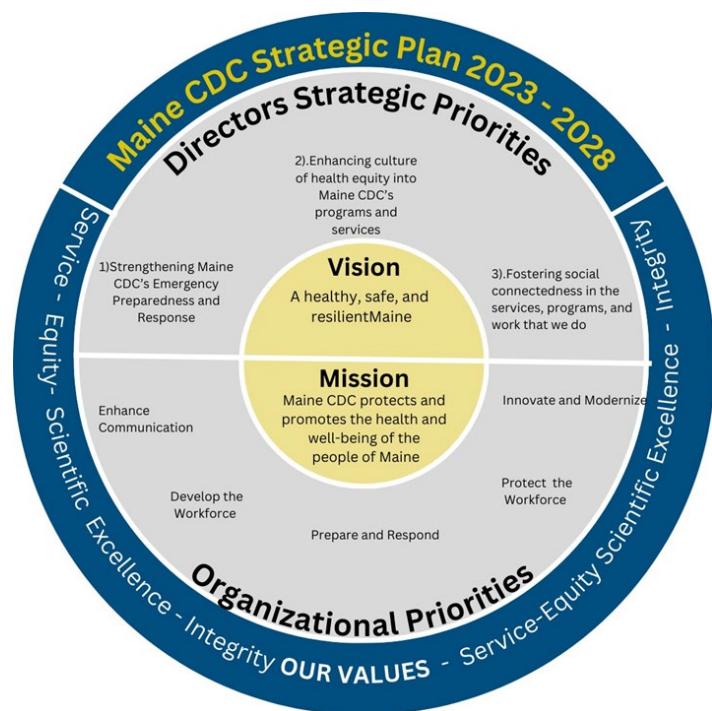 Maine CDC Strategic Plan 2023 - 2028
Directors Strategic Priorities
2).Enhancing culture
of health equity into
Maine CDC's
programs and
services
1)Strengthening Maine
CDC's Emergency
Preparedness and
Response
3).Fostering social
connectedness in the
services, programs, and
work that we do
Vision
A healthy, safe, and
resilientMaine
Mission
Maine CDC protects and
promotes the health and
well-being of the
people of Maine
Enhance
Communication
Innovate and Modernize
Develop the
Workforce
Protect the
Workforce
Prepare and Respond
Organizational Priorities
Service - Equity- Scientific Excellence - Integrity OUR VALUES - Service-Equity Scientific Excellence - Integrity